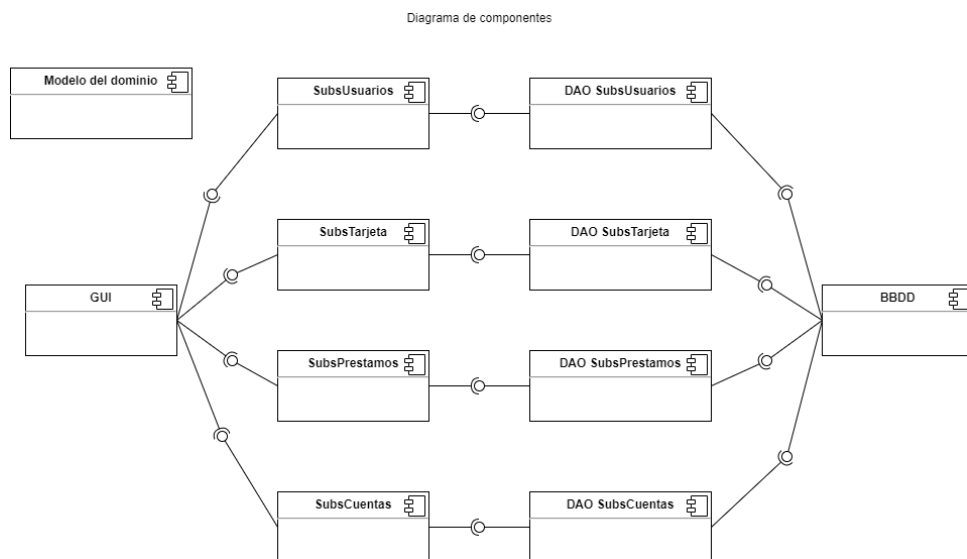 Diagrama de componentes
Modelo del dominio
SubsUsuarios
DAO SubsUsuarios
SubsTarjeta
DAO SubsTarjeta
GUI
BBDD
SubsPrestamos
DAO SubsPrestamos
SubsCuentas
DAO SubsCuentas